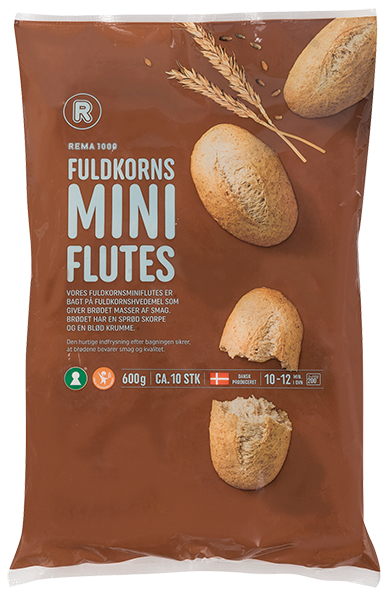 R
REMA 1000
FULDKORNS
MINI
FLUTES
VORES FULDKORNSMINIFLUTES ER
BAGT PÅ FULDKORNSHVEDEMEL SOM
GIVER BRØDET MASSER AF SMAG.
BRØDET HAR EN SPRØD SKORPE
OG EN BLØD KRUMME.
Den hurtige indfrysning efter bagningen sikrer,
at brødene bevarer smag og kvalitet.
600g CA. 10 STK DANSK PRODUCERET 10-12 MIN. 200°